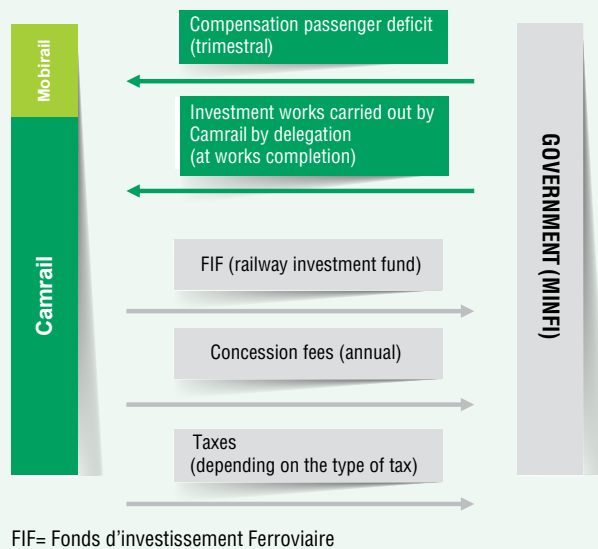 Mobirail
Camrail
Compensation passenger deficit
(trimestral)
Investment works carried out by
Camrail by delegation
(at works completion)
FIF (railway investment fund)
Concession fees (annual)
Taxes
(depending on the type of tax)
GOVERNMENT (MINFI)
FIF= Fonds d’investissement Ferroviaire